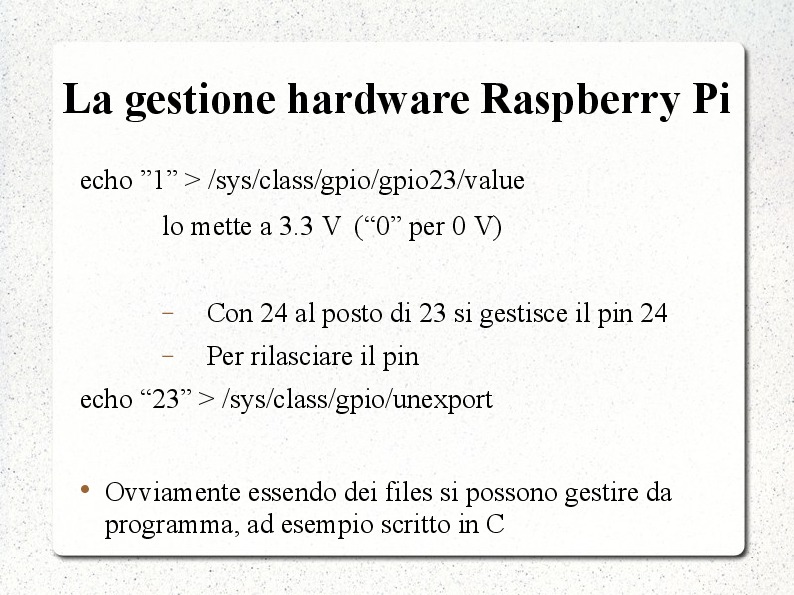 La gestione hardware Raspberry Pi
echo ”1” > /sys/class/gpio/gpio23/value
lo mette a 3.3 V (“0” per 0 V)
– Con 24 al posto di 23 si gestisce il pin 24
– Per rilasciare il pin
echo “23” > /sys/class/gpio/unexport
• Ovviamente essendo dei files si possono gestire da
programma, ad esempio scritto in C